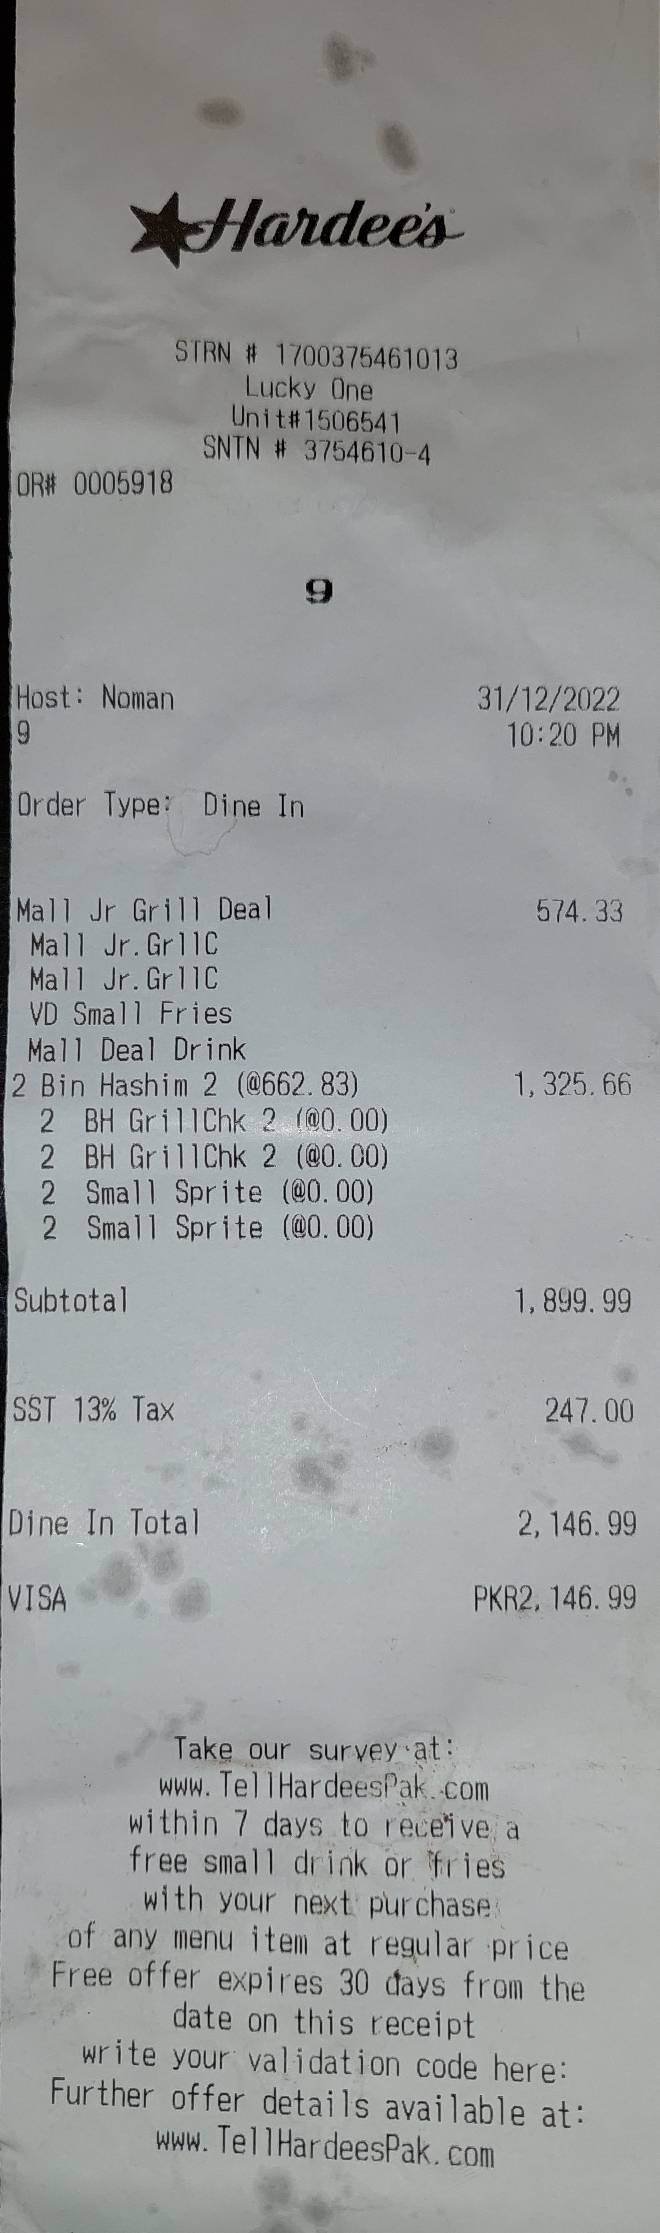 Hardee's
STRN # 1700375461013
Lucky One
Unit#1506541
SNTN # 3754610-4
OR# 0005918
9
Host: Noman 31/12/2022
9 10:20 PM
Order Type: Dine In
Mall Jr Grill Deal 574.33
Mall Jr.GrllC
Mall Jr.GrllC
VD Small Fries
Mall Deal Drink
2 Bin Hashim 2 (@662.83) 1,325.66
2 BH GrillChk 2 (@0.00)
2 BH GrillChk 2 (@0.00)
2 Small Sprite (@0.00)
2 Small Sprite (@0.00)
Subtotal 1,899.99
SST 13% Tax 247.00
Dine In Total 2,146.99
VISA PKR2,146.99
Take our survey at:
www.TellHardeesPak.com
within 7 days to receive a
free small drink or fries
with your next purchase
of any menu item at regular price
Free offer expires 30 days from the
date on this receipt
write your validation code here:
Further offer details available at:
www.TellHardeesPak.com